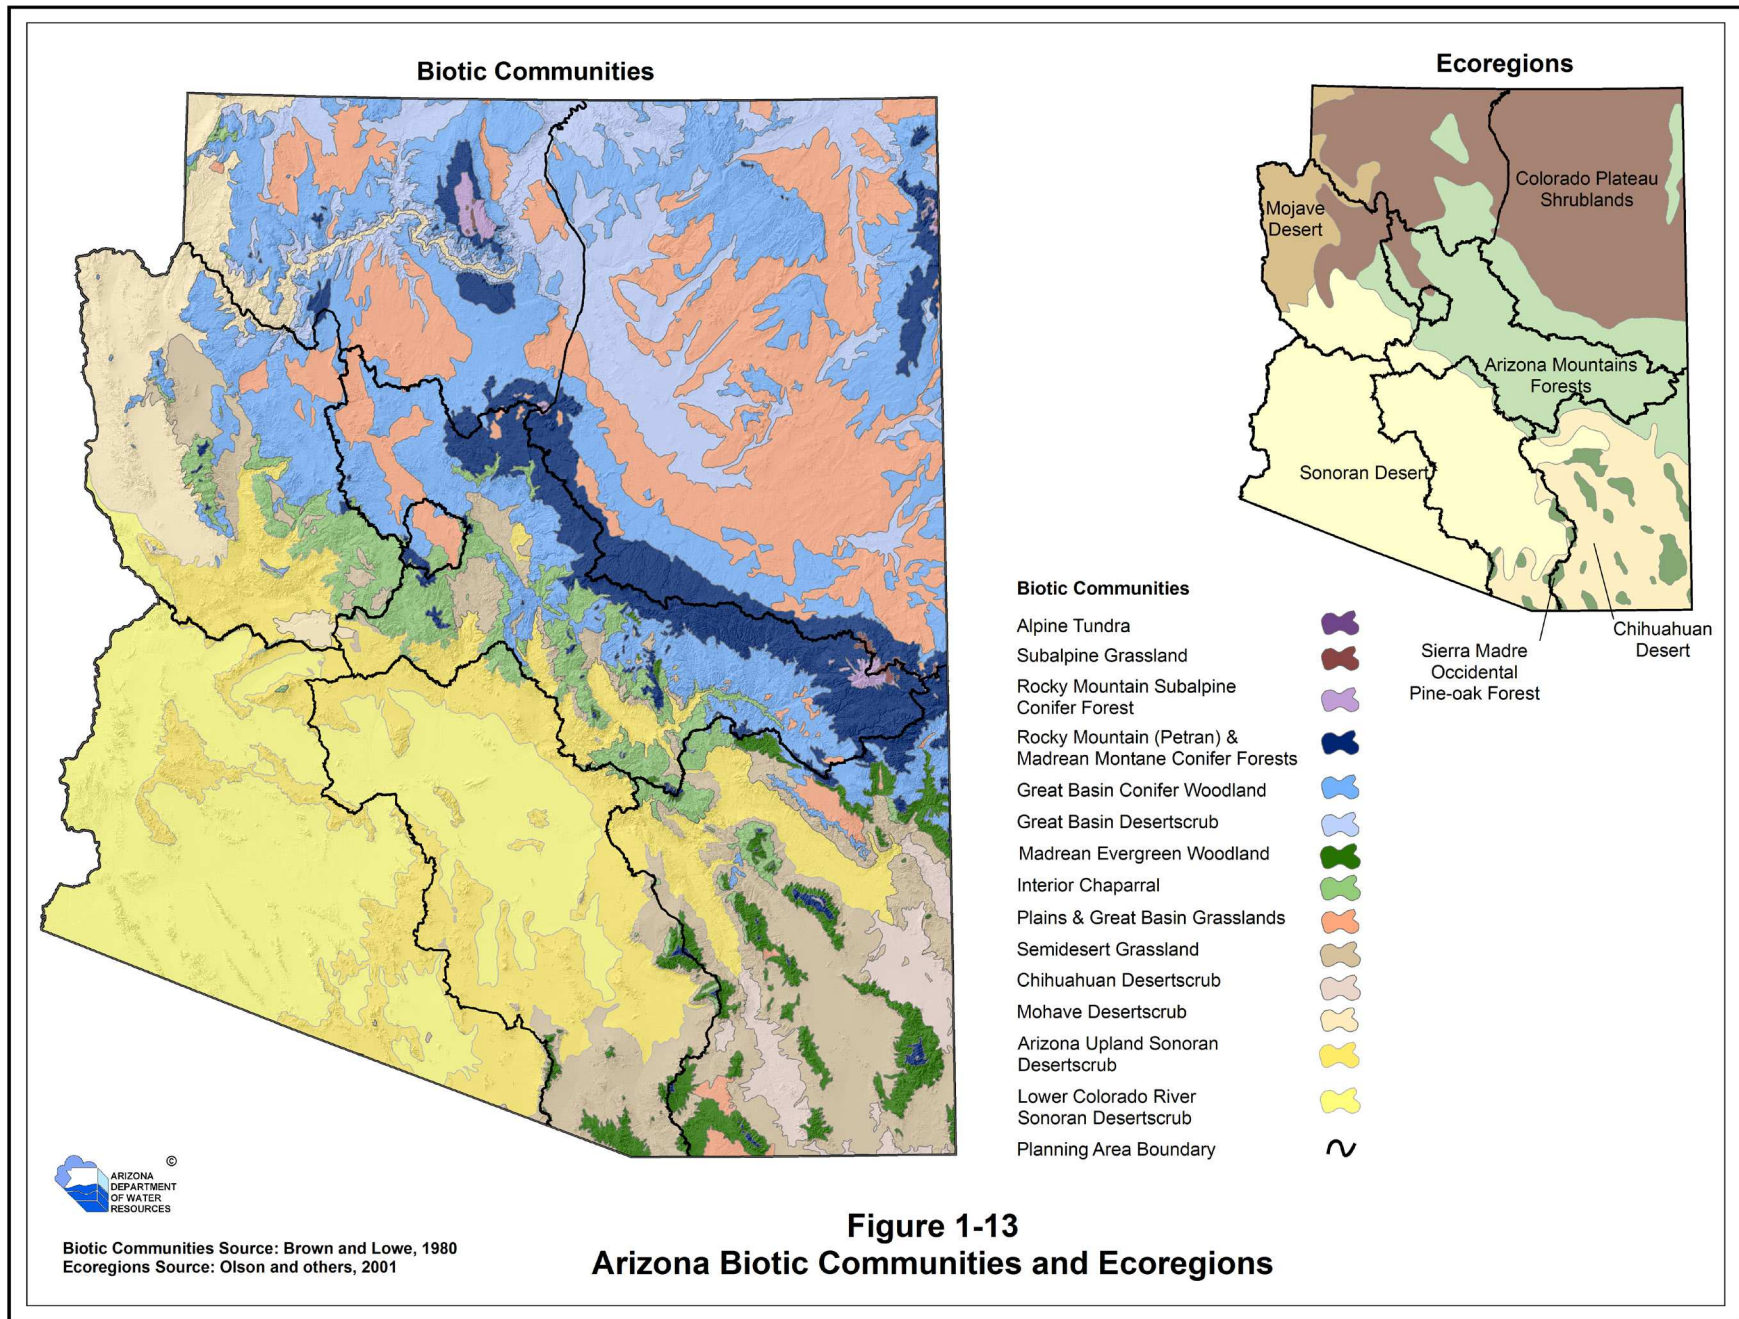 Biotic Communities
Ecoregions
Colorado Plateau
Shrublands
Mojave
Desert
Arizona Mountains
Forests
Sonoran Desert
Chihuahuan
Desert
Sierra Madre
Occidental
Pine-oak Forest
Biotic Communities
Alpine Tundra
Subalpine Grassland
Rocky Mountain Subalpine
Conifer Forest
Rocky Mountain (Petran) &
Madrean Montane Conifer Forests
Great Basin Conifer Woodland
Great Basin Desertscrub
Madrean Evergreen Woodland
Interior Chaparral
Plains & Great Basin Grasslands
Semidesert Grassland
Chihuahuan Desertscrub
Mohave Desertscrub
Arizona Upland Sonoran
Desertscrub
Lower Colorado River
Sonoran Desertscrub
Planning Area Boundary
©
ARIZONA
DEPARTMENT
OF WATER
RESOURCES
Biotic Communities Source: Brown and Lowe, 1980
Ecoregions Source: Olson and others, 2001
Figure 1-13
Arizona Biotic Communities and Ecoregions